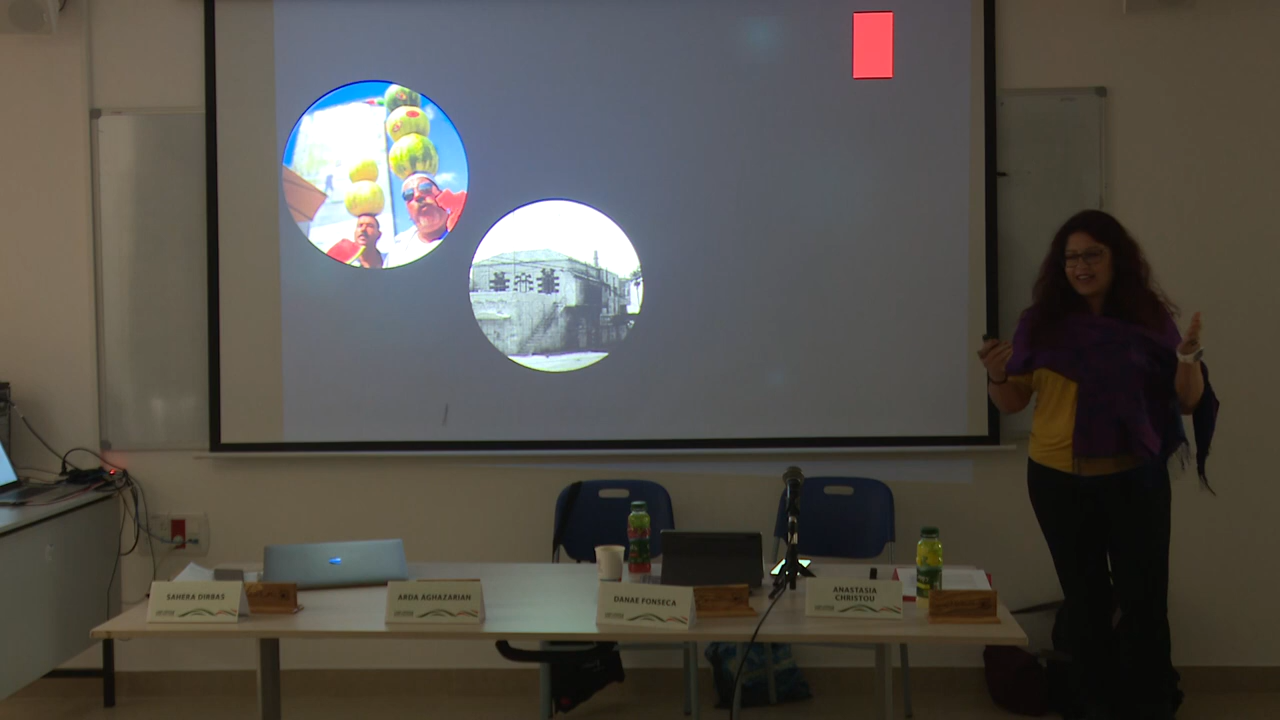 SAHERA DIRBAS
ARDA AGHAZARIAN
DANAE FONSECA
ANASTASIA
CHRISTOU